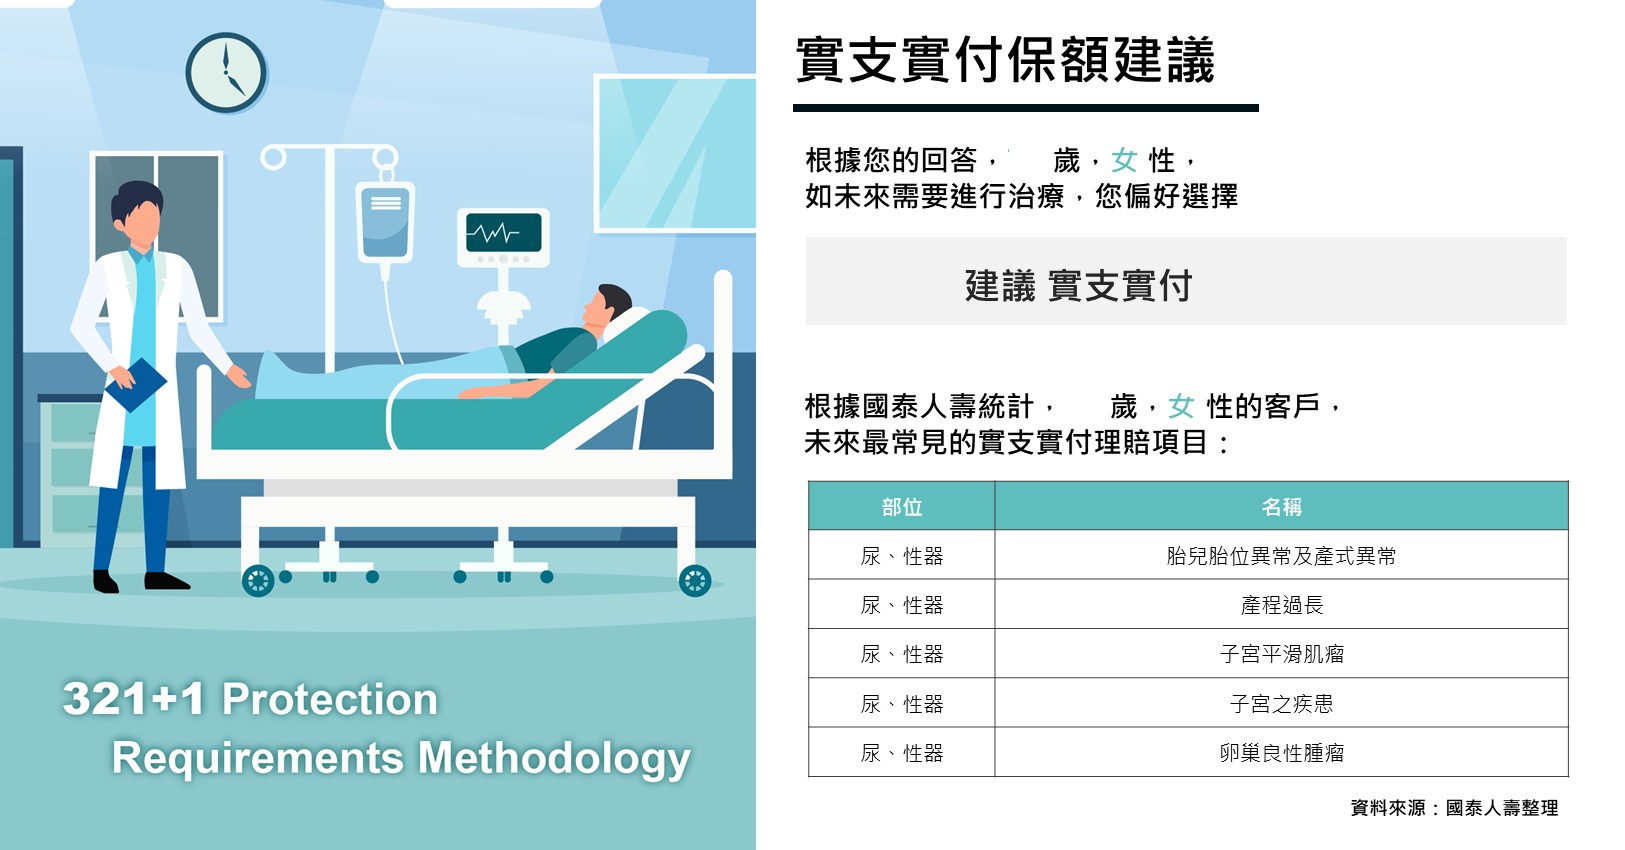 321+1 Protection
Requirements Methodology
實支實付保額建議
根據您的回答， 歲，女 性，
如未來需要進行治療，您偏好選擇
建議 實支實付
根據國泰人壽統計， 歲，女 性的客戶，
未來最常見的實支實付理賠項目：
部位 名稱
尿、性器 胎兒胎位異常及產式異常
尿、性器 產程過長
尿、性器 子宮平滑肌瘤
尿、性器 子宮之疾患
尿、性器 卵巢良性腫瘤
資料來源：國泰人壽整理